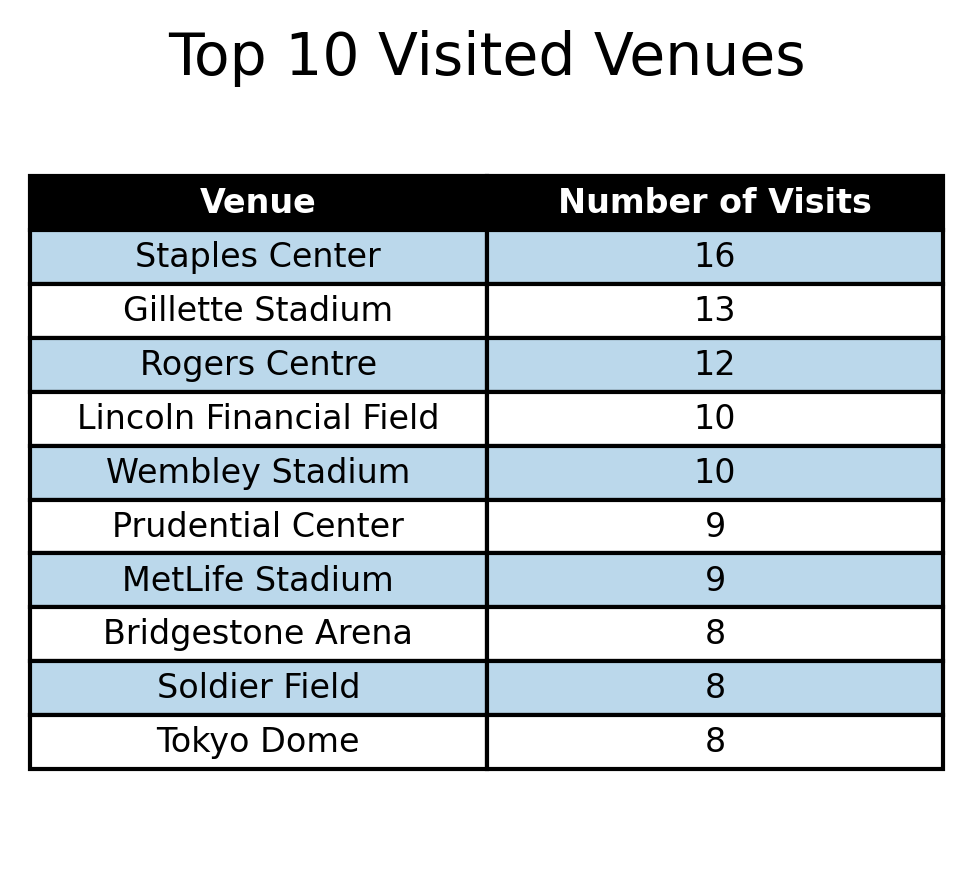 Top 10 Visited Venues
Venue Number of Visits
Staples Center 16
Gillette Stadium 13
Rogers Centre 12
Lincoln Financial Field 10
Wembley Stadium 10
Prudential Center 9
MetLife Stadium 9
Bridgestone Arena 8
Soldier Field 8
Tokyo Dome 8